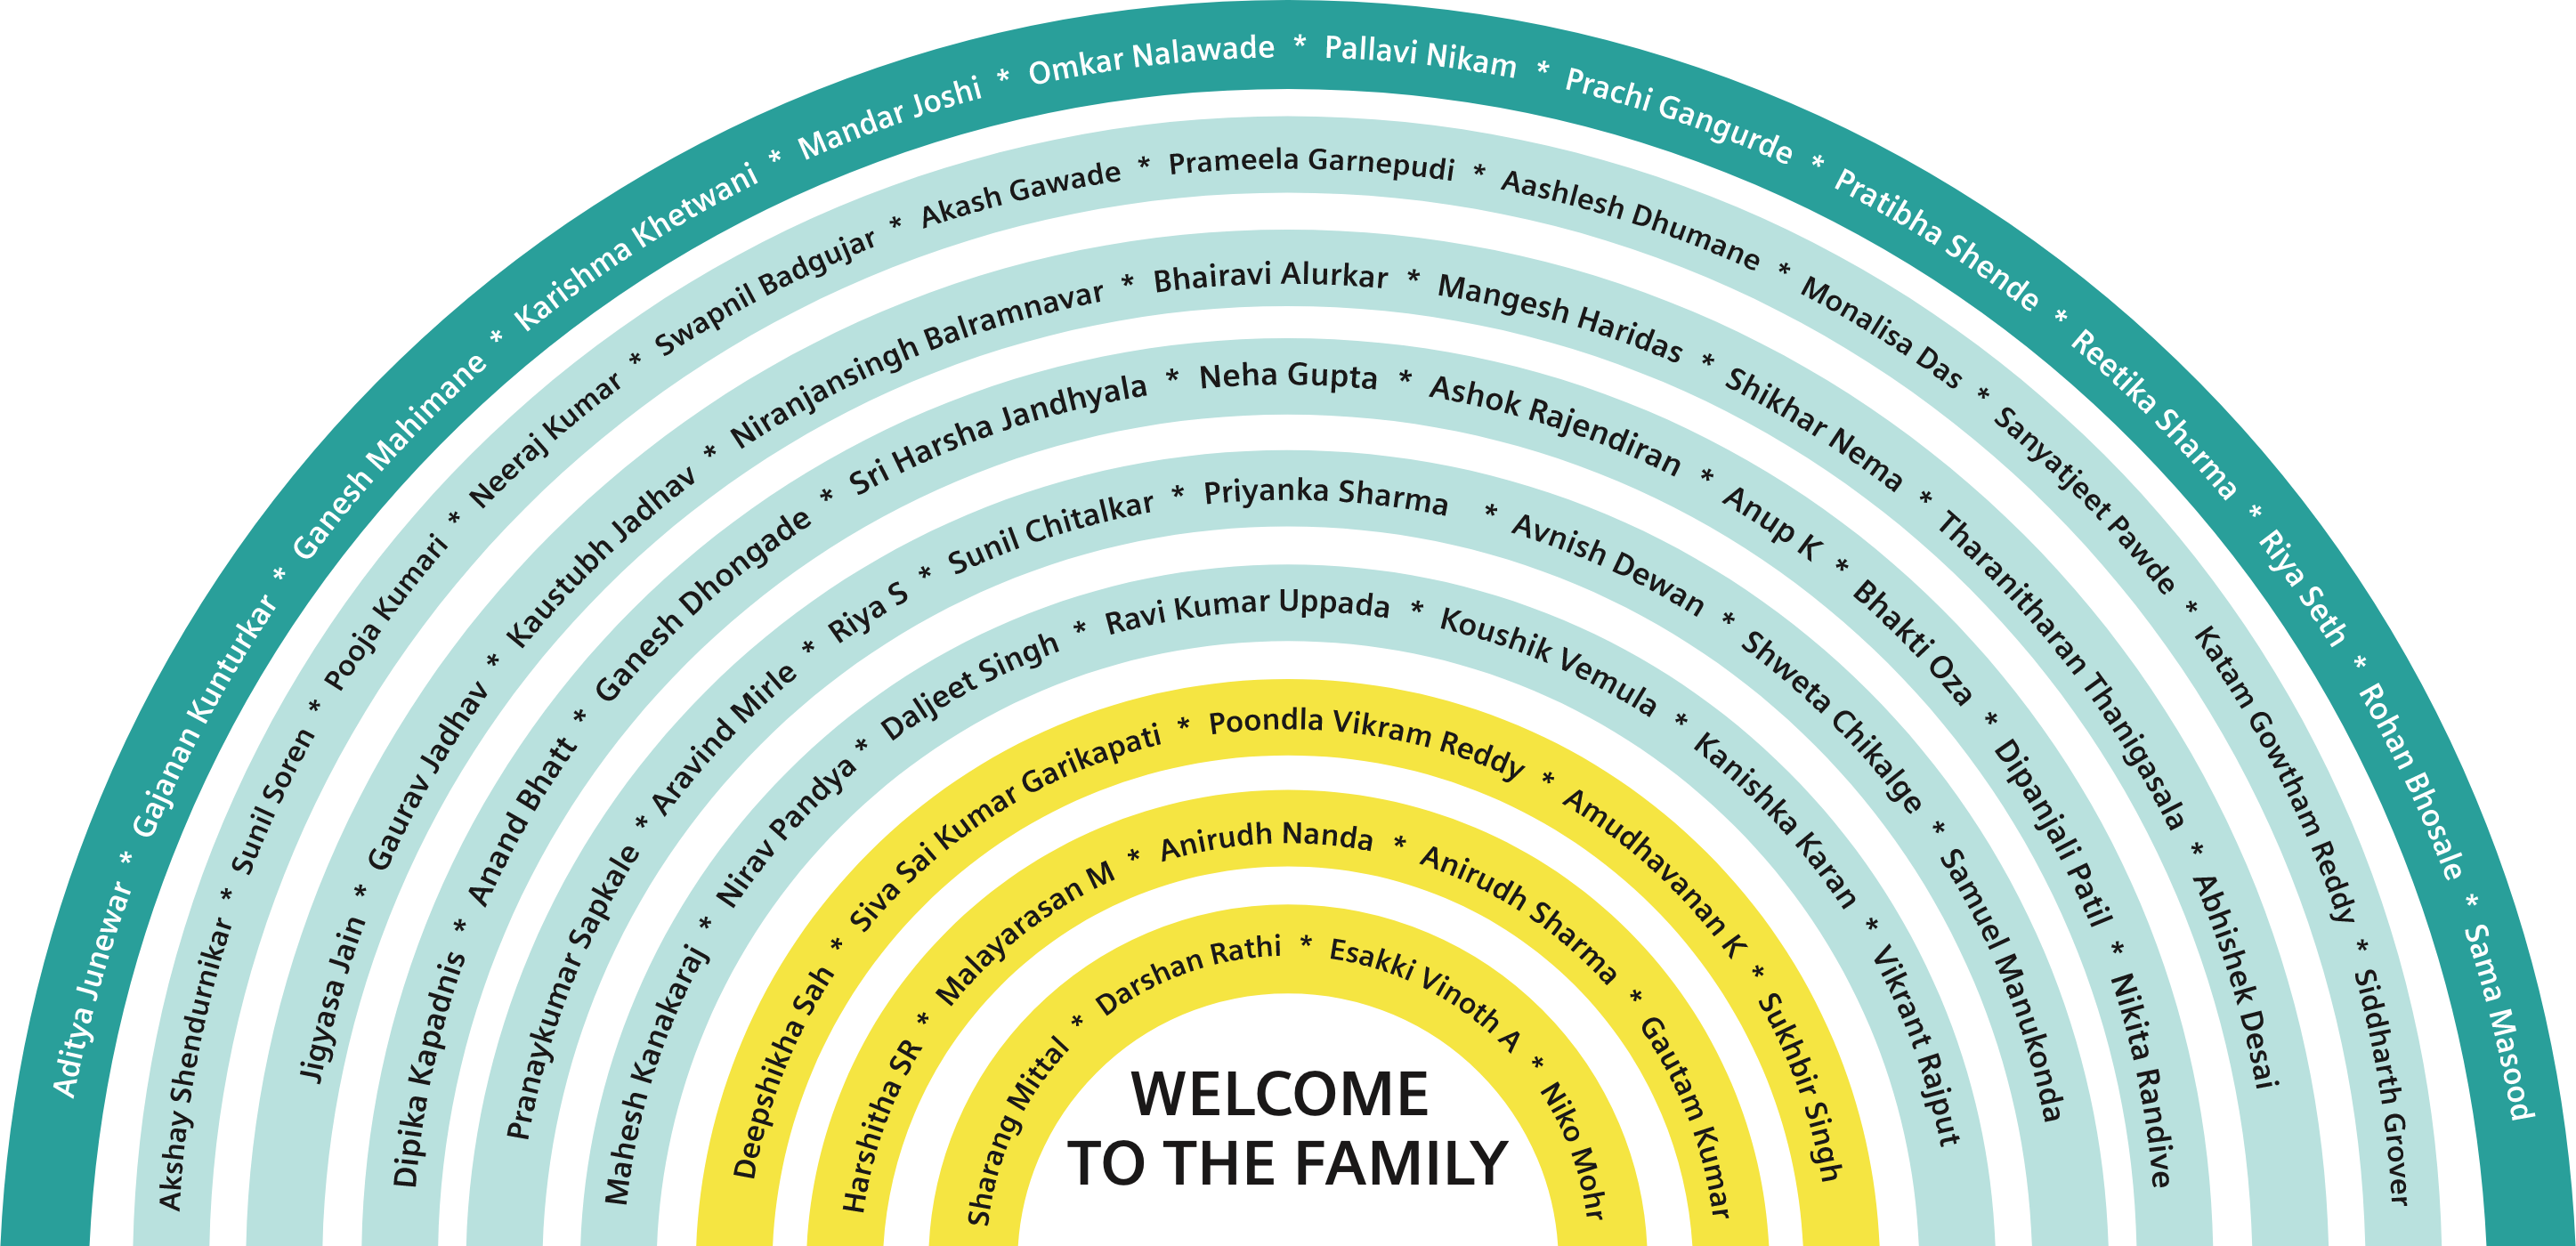 Aditya Junewar * Gajanan Kunturkar * Ganesh Mahimane * Karishma Khetwani * Mandar Joshi * Omkar Nalawade * Pallavi Nikam * Prachi Gangurde * Pratibha Shende * Reetika Sharma * Riya Seth * Rohan Bhosale * Sama Masood
Akshay Shendurnikar * Sunil Soren * Pooja Kumari * Neeraj Kumar * Swapnil Badgujar * Akash Gawade * Prameela Garnepudi * Aashlesh Dhumane * Monalisa Das * Sanyatjeet Pawde * Katam Gowtham Reddy * Siddharth Grover
Jigyasa Jain * Gaurav Jadhav * Kaustubh Jadhav * Niranjansingh Balramnavar * Bhairavi Alurkar * Mangesh Haridas * Shikhar Nema * Tharanitharan Thanigasala * Abhishek Desai
Dipika Kapadnis * Anand Bhatt * Ganesh Dhongade * Sri Harsha Jandhyala * Neha Gupta * Ashok Rajendiran * Anup K * Bhakti Oza * Dipanjali Patil * Nikita Randive
Pranaykumar Sapkale * Aravind Mirle * Riya S * Sunil Chitalkar * Priyanka Sharma * Avnish Dewan * Shweta Chikalge * Samuel Manukonda
Mahesh Kanakaraj * Nirav Pandya * Daljeet Singh * Ravi Kumar Uppada * Koushik Vemula * Kanishka Karan * Vikrant Rajput
Deepshikha Sah * Siva Sai Kumar Garikapati * Poondla Vikram Reddy * Amudhavanan K * Sukhbir Singh
Harshitha SR * Malayarasan M * Anirudh Nanda * Anirudh Sharma * Gautam Kumar
Sharang Mittal * Darshan Rathi * Esakki Vinoth A * Niko Mohr
WELCOME
TO THE FAMILY